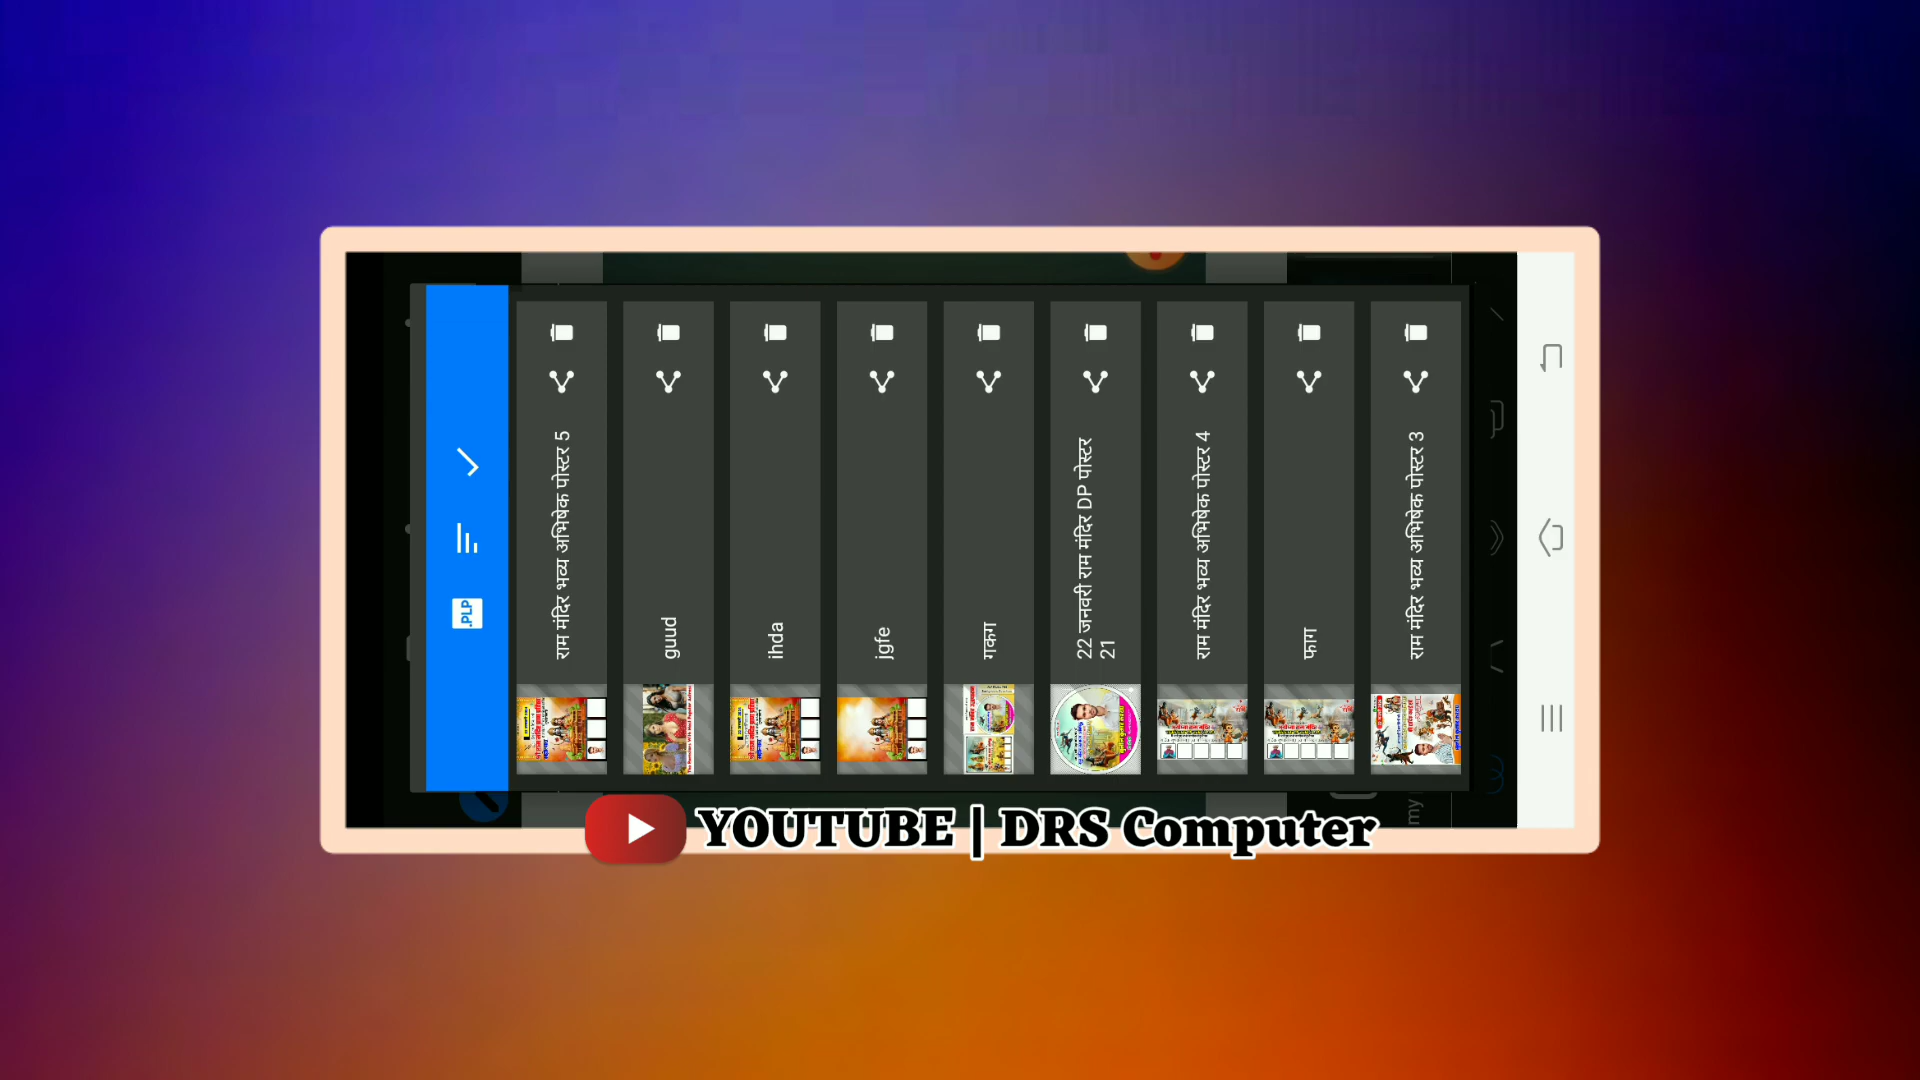 .PLP
राम मंदिर भव्य अभिषेक पोस्टर 5
guud
ihda
jgfe
गकग
22 जनवरी राम मंदिर DP पोस्टर
21
राम मंदिर भव्य अभिषेक पोस्टर 4
फाग
राम मंदिर भव्य अभिषेक पोस्टर 3
my
YOUTUBE | DRS Computer